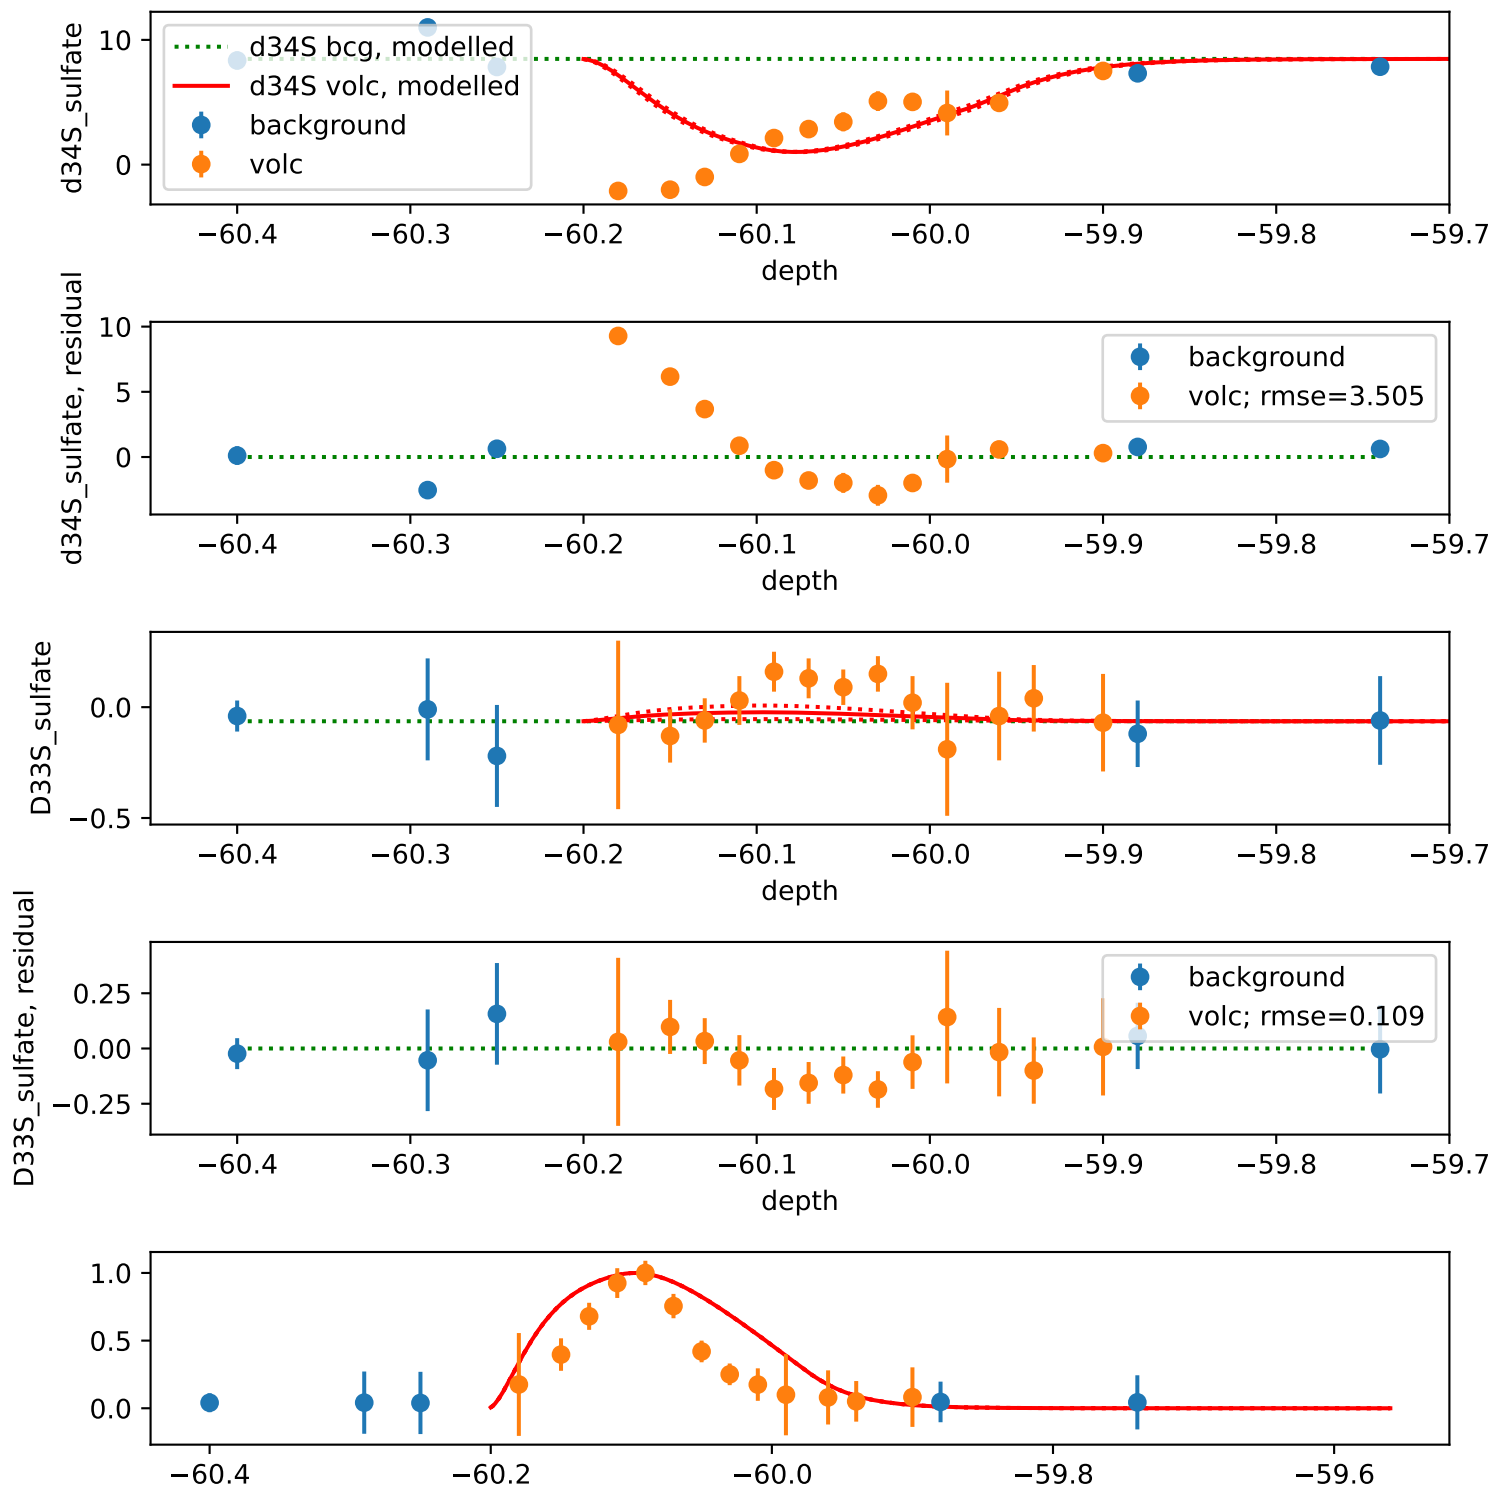 d34S_sulfate
10
0
d34S bcg, modelled
d34S volc, modelled
background
volc
−60.4 −60.3 −60.2 −60.1 −60.0 −59.9 −59.8 −59.7
depth
d34S_sulfate, residual
10
5
0
background
volc; rmse=3.505
−60.4 −60.3 −60.2 −60.1 −60.0 −59.9 −59.8 −59.7
depth
D33S_sulfate
0.0
−0.5
−60.4 −60.3 −60.2 −60.1 −60.0 −59.9 −59.8 −59.7
depth
D33S_sulfate, residual
0.25
0.00
−0.25
background
volc; rmse=0.109
−60.4 −60.3 −60.2 −60.1 −60.0 −59.9 −59.8 −59.7
depth
1.0
0.5
0.0
−60.4 −60.2 −60.0 −59.8 −59.6